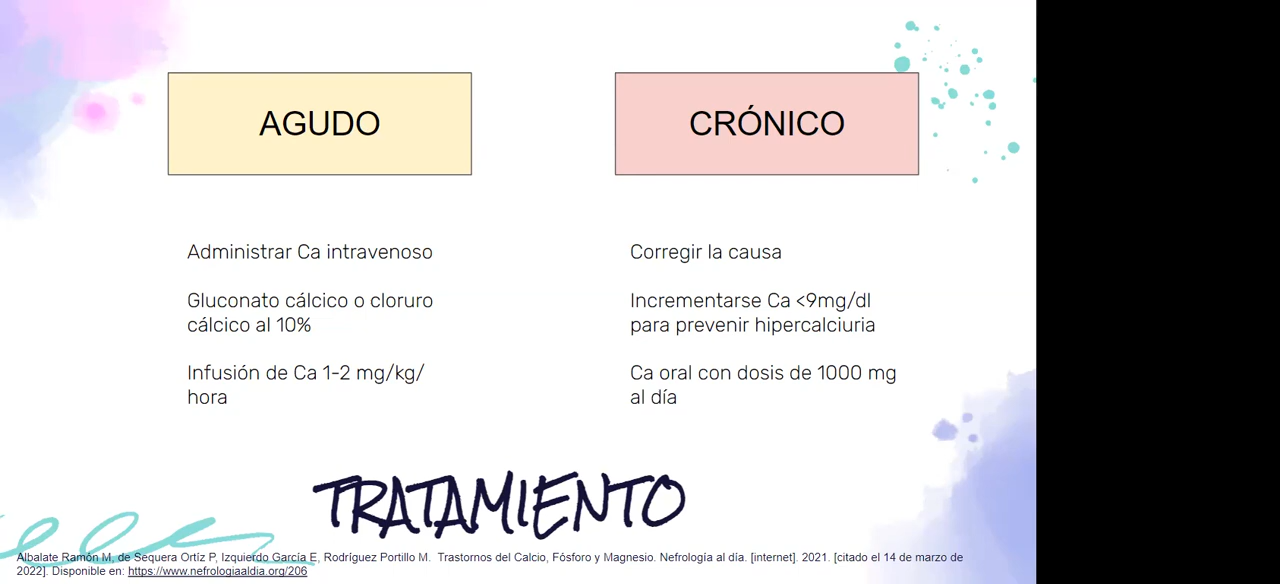 AGUDO
CRÓNICO
Administrar Ca intravenoso
Gluconato cálcico o cloruro
cálcico al 10%
Infusión de Ca 1-2 mg/kg/
hora
Corregir la causa
Incrementarse Ca <9mg/dl
para prevenir hipercalciuria
Ca oral con dosis de 1000 mg
al día
TRATAMIENTO
Albalate Ramón M, de Sequera Ortíz P, Izquierdo García E, Rodríguez Portillo M. Trastornos del Calcio, Fósforo y Magnesio. Nefrología al día. [internet]. 2021. [citado el 14 de marzo de
2022]. Disponible en: https://www.nefrologiaaldia.org/206